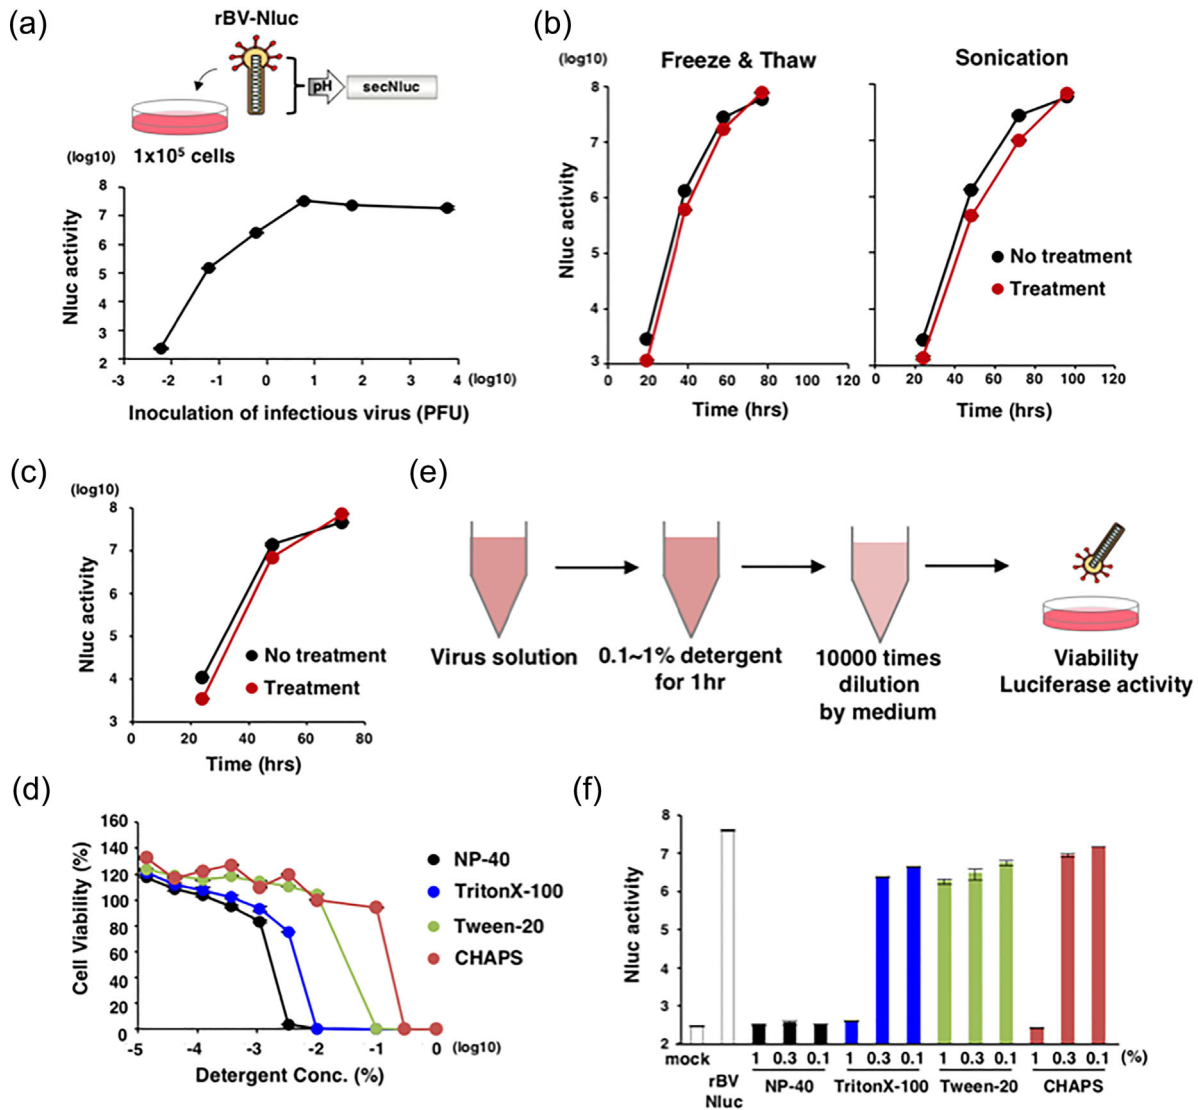 (a)
rBV-Nluc
pH
secNluc
1x10⁵ cells
(log10)
8
7
6
5
4
3
2
Nluc activity
-3 -2 -1 0 1 2 3 4 (log10)
Inoculation of infectious virus (PFU)
(b)
(log10)
Freeze & Thaw
Sonication
8
7
6
5
4
3
Nluc activity
0 20 40 60 80 100 120
Time (hrs)
0 20 40 60 80 100 120
Time (hrs)
No treatment
Treatment
(c)
(log10)
8
7
6
5
4
3
Nluc activity
0 20 40 60 80
Time (hrs)
No treatment
Treatment
(e)
Virus solution
0.1~1% detergent
for 1hr
10000 times
dilution
by medium
Viability
Luciferase activity
(d)
160
140
120
100
80
60
40
20
0
Cell Viability (%)
-5 -4 -3 -2 -1 0 (log10)
Detergent Conc. (%)
NP-40
TritonX-100
Tween-20
CHAPS
(f)
8
7
6
5
4
3
2
Nluc activity
mock
rBV
Nluc
1 0.3 0.1 1 0.3 0.1 1 0.3 0.1 1 0.3 0.1 (%)
NP-40 TritonX-100 Tween-20 CHAPS